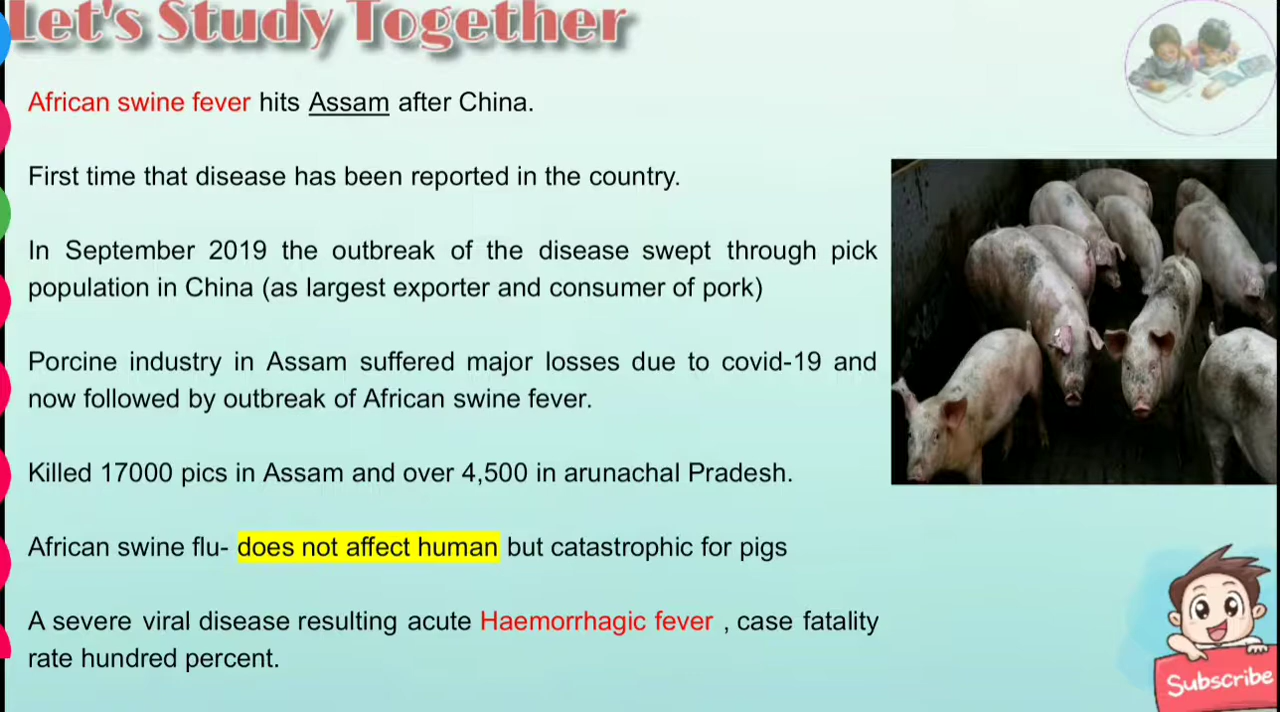 Let's Study Together
African swine fever hits Assam after China.
First time that disease has been reported in the country.
In September 2019 the outbreak of the disease swept through pick
population in China (as largest exporter and consumer of pork)
Porcine industry in Assam suffered major losses due to covid-19 and
now followed by outbreak of African swine fever.
Killed 17000 pics in Assam and over 4,500 in arunachal Pradesh.
African swine flu- does not affect human but catastrophic for pigs
A severe viral disease resulting acute Haemorrhagic fever , case fatality
rate hundred percent.
Subscribe